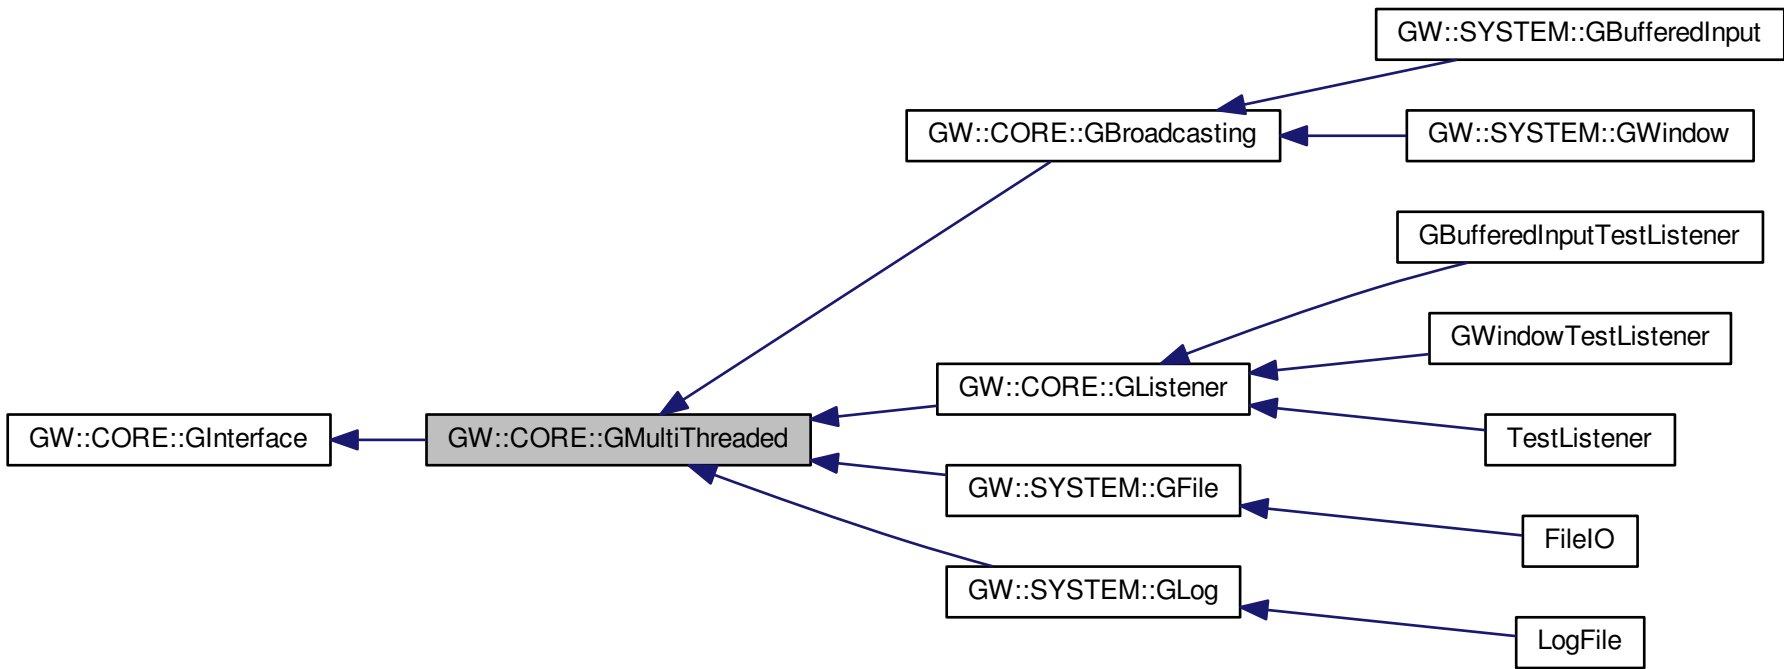 GW::SYSTEM::GBufferedInput
GW::CORE::GBroadcasting
GW::SYSTEM::GWindow
GBufferedInputTestListener
GWindowTestListener
GW::CORE::GListener
GW::CORE::GInterface
GW::CORE::GMultiThreaded
TestListener
GW::SYSTEM::GFile
FileIO
GW::SYSTEM::GLog
LogFile